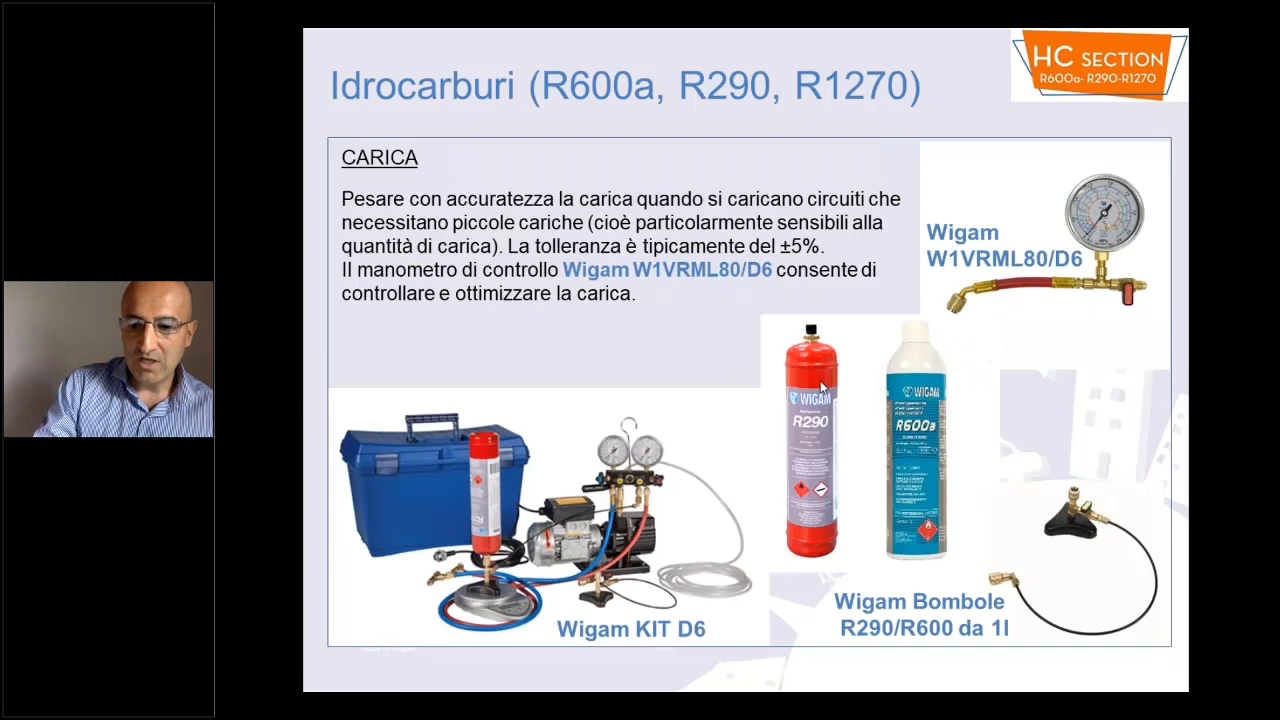 HC SECTION
R600a- R290-R1270
Idrocarburi (R600a, R290, R1270)
CARICA
Pesare con accuratezza la carica quando si caricano circuiti che
necessitano piccole cariche (cioè particolarmente sensibili alla
quantità di carica). La tolleranza è tipicamente del ±5%.
Il manometro di controllo Wigam W1VRML80/D6 consente di
controllare e ottimizzare la carica.
Wigam
W1VRML80/D6
WIGAM
R290
WIGAM
R600a
Wigam KIT D6
Wigam Bombole
R290/R600 da 1l